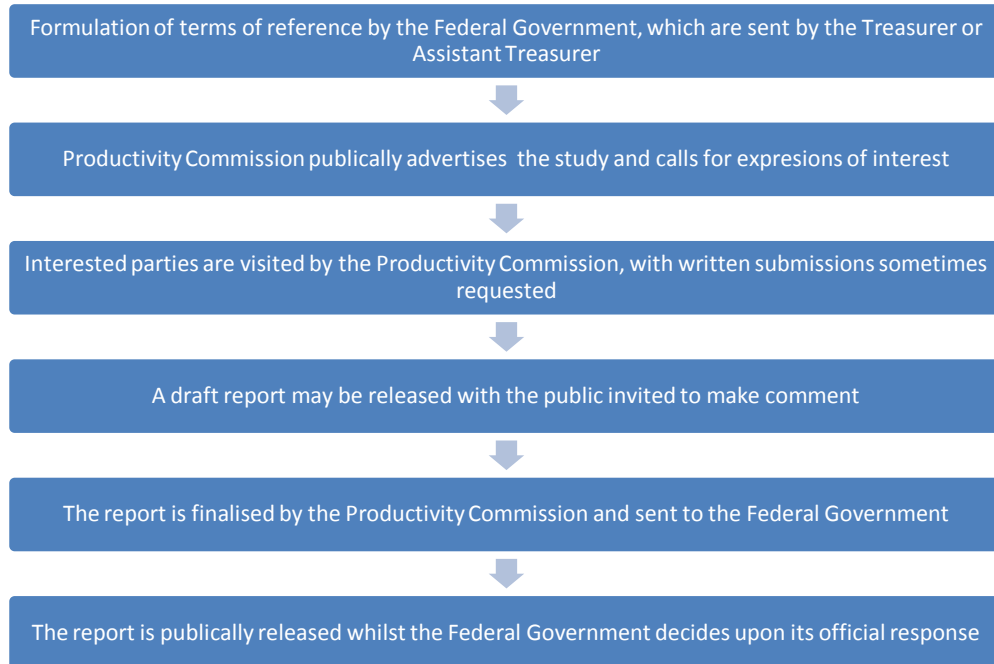 Formulation of terms of reference by the Federal Government, which are sent by the Treasurer or
Assistant Treasurer
Productivity Commission publically advertises the study and calls for expresions of interest
Interested parties are visited by the Productivity Commission, with written submissions sometimes
requested
A draft report may be released with the public invited to make comment
The report is finalised by the Productivity Commission and sent to the Federal Government
The report is publically released whilst the Federal Government decides upon its official response